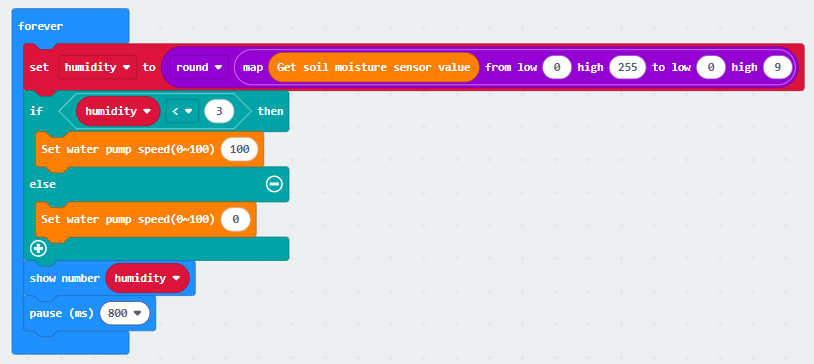 forever
set humidity ▼ to round ▼ map Get soil moisture sensor value from low 0 high 255 to low 0 high 9
if humidity ▼ < ▼ 3 then
Set water pump speed(0~100) 100
else
Set water pump speed(0~100) 0
show number humidity ▼
pause (ms) 800 ▼